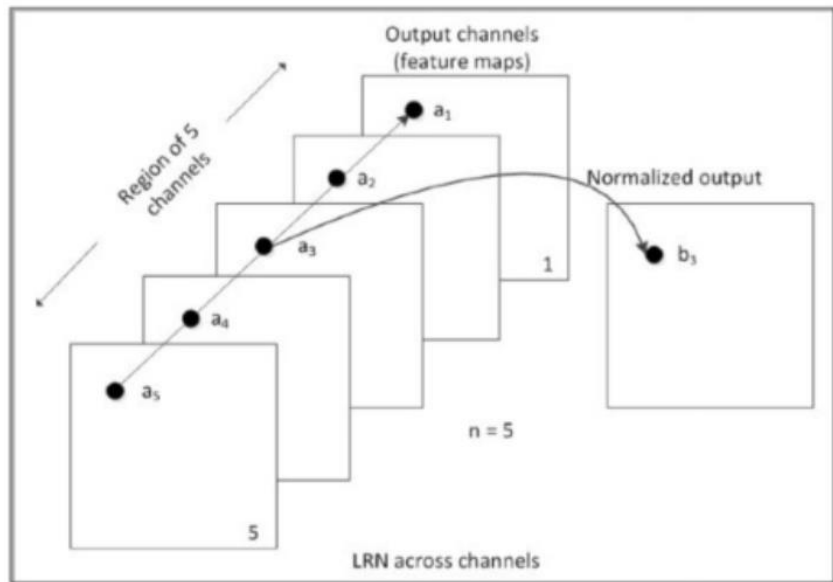 Output channels
(feature maps)
a₁
Region of 5
channels
a₂
Normalized output
a₃
1
b₃
a₄
a₅
n = 5
5
LRN across channels